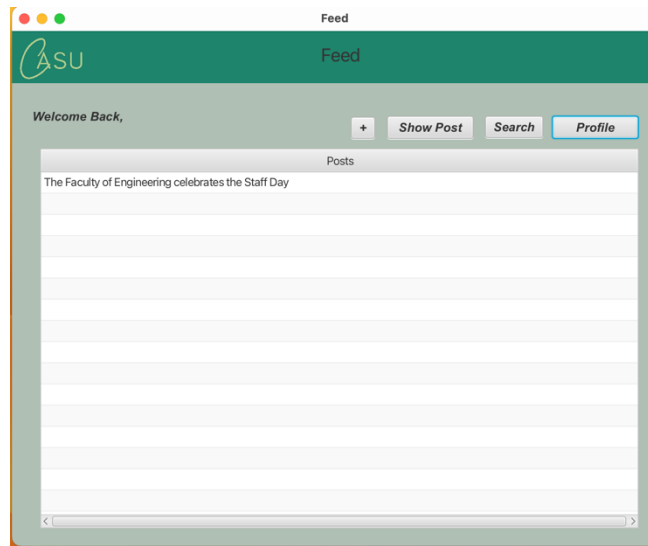 Feed
ASU
Feed
Welcome Back,
+
Show Post
Search
Profile
Posts
The Faculty of Engineering celebrates the Staff Day